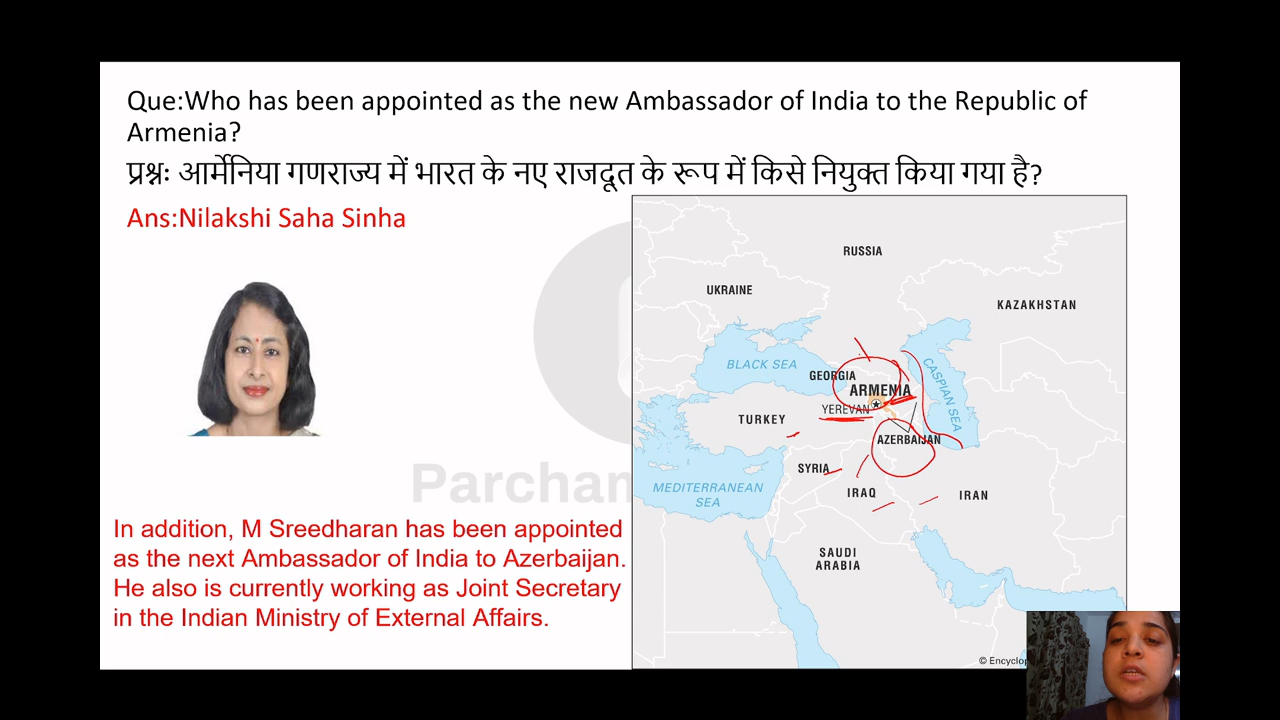 Que:Who has been appointed as the new Ambassador of India to the Republic of
Armenia?
प्रश्नः आर्मेनिया गणराज्य में भारत के नए राजदूत के रूप में किसे नियुक्त किया गया है?
Ans:Nilakshi Saha Sinha
RUSSIA
UKRAINE
KAZAKHSTAN
BLACK SEA
GEORGIA
CASPIAN SEA
ARMENIA
YEREVAN
TURKEY
AZERBAIJAN
SYRIA
MEDITERRANEAN
SEA
IRAQ
IRAN
SAUDI
ARABIA
Parcham
In addition, M Sreedharan has been appointed
as the next Ambassador of India to Azerbaijan.
He also is currently working as Joint Secretary
in the Indian Ministry of External Affairs.
©